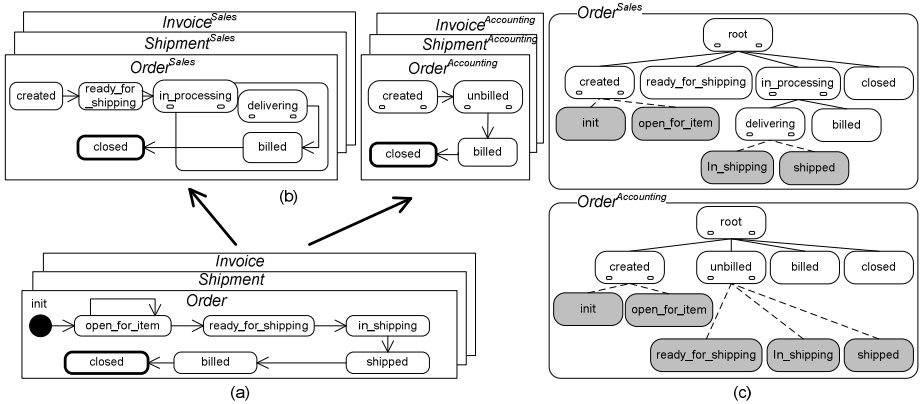 Invoice^Sales
Shipment^Sales
Order^Sales
created
ready_for
_shipping
in_processing
delivering
closed
billed
Invoice^Accounting
Shipment^Accounting
Order^Accounting
created
unbilled
closed
billed
(b)
Invoice
Shipment
Order
init
open_for_item
ready_for_shipping
in_shipping
closed
billed
shipped
(a)
Order^Sales
root
created
ready_for_shipping
in_processing
closed
init
open_for_item
delivering
billed
In_shipping
shipped
Order^Accounting
root
created
unbilled
billed
closed
init
open_for_item
ready_for_shipping
In_shipping
shipped
(c)